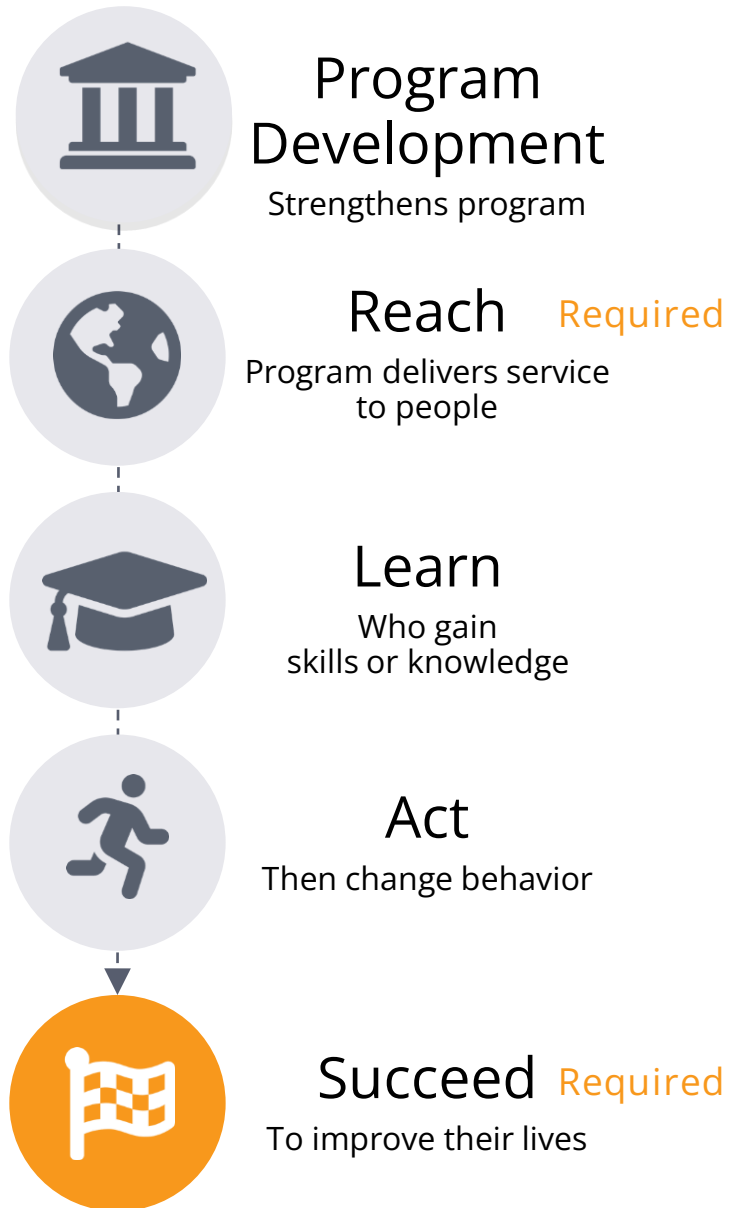 Program
Development
Strengthens program
Reach Required
Program delivers service
to people
Learn
Who gain
skills or knowledge
Act
Then change behavior
Succeed Required
To improve their lives